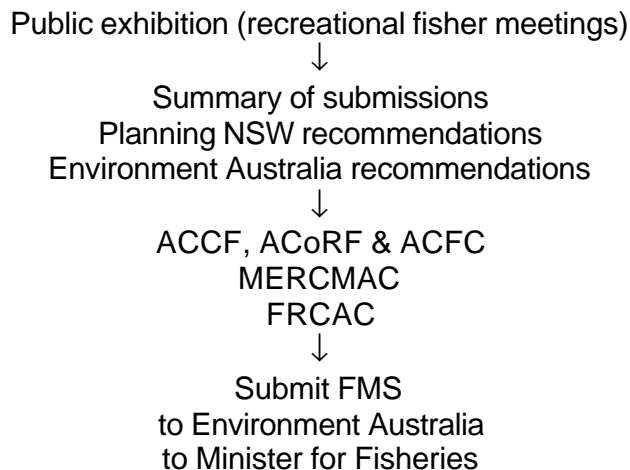 Public exhibition (recreational fisher meetings)
↓
Summary of submissions
Planning NSW recommendations
Environment Australia recommendations
↓
ACCF, ACoRF & ACFC
MERCMAC
FRCAC
↓
Submit FMS
to Environment Australia
to Minister for Fisheries